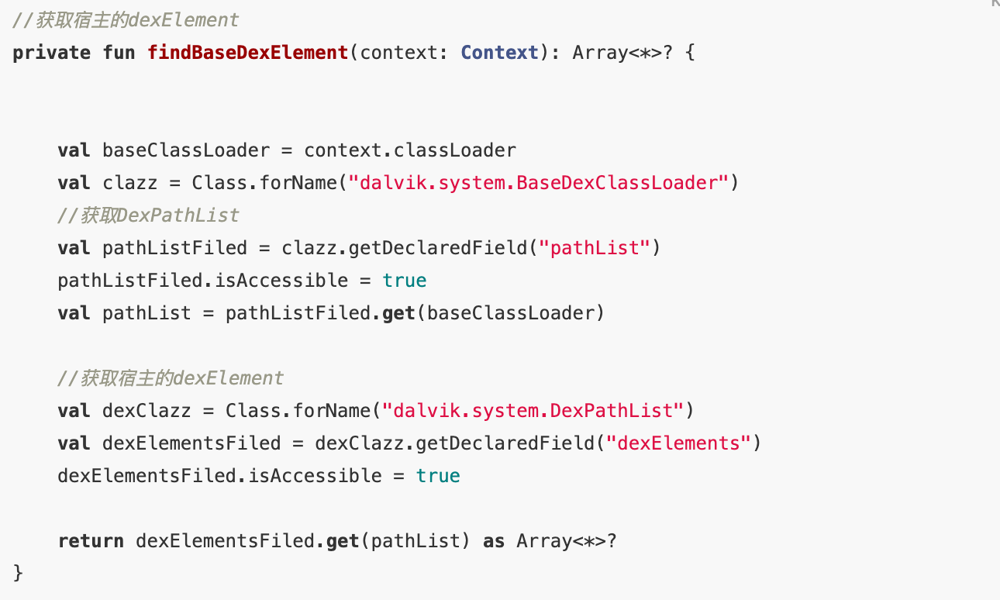 //获取宿主的dexElement
private fun findBaseDexElement(context: Context): Array<*>? {
val baseClassLoader = context.classLoader
val clazz = Class.forName("dalvik.system.BaseDexClassLoader")
//获取DexPathList
val pathListFiled = clazz.getDeclaredField("pathList")
pathListFiled.isAccessible = true
val pathList = pathListFiled.get(baseClassLoader)
//获取宿主的dexElement
val dexClazz = Class.forName("dalvik.system.DexPathList")
val dexElementsFiled = dexClazz.getDeclaredField("dexElements")
dexElementsFiled.isAccessible = true
return dexElementsFiled.get(pathList) as Array<*>?
}